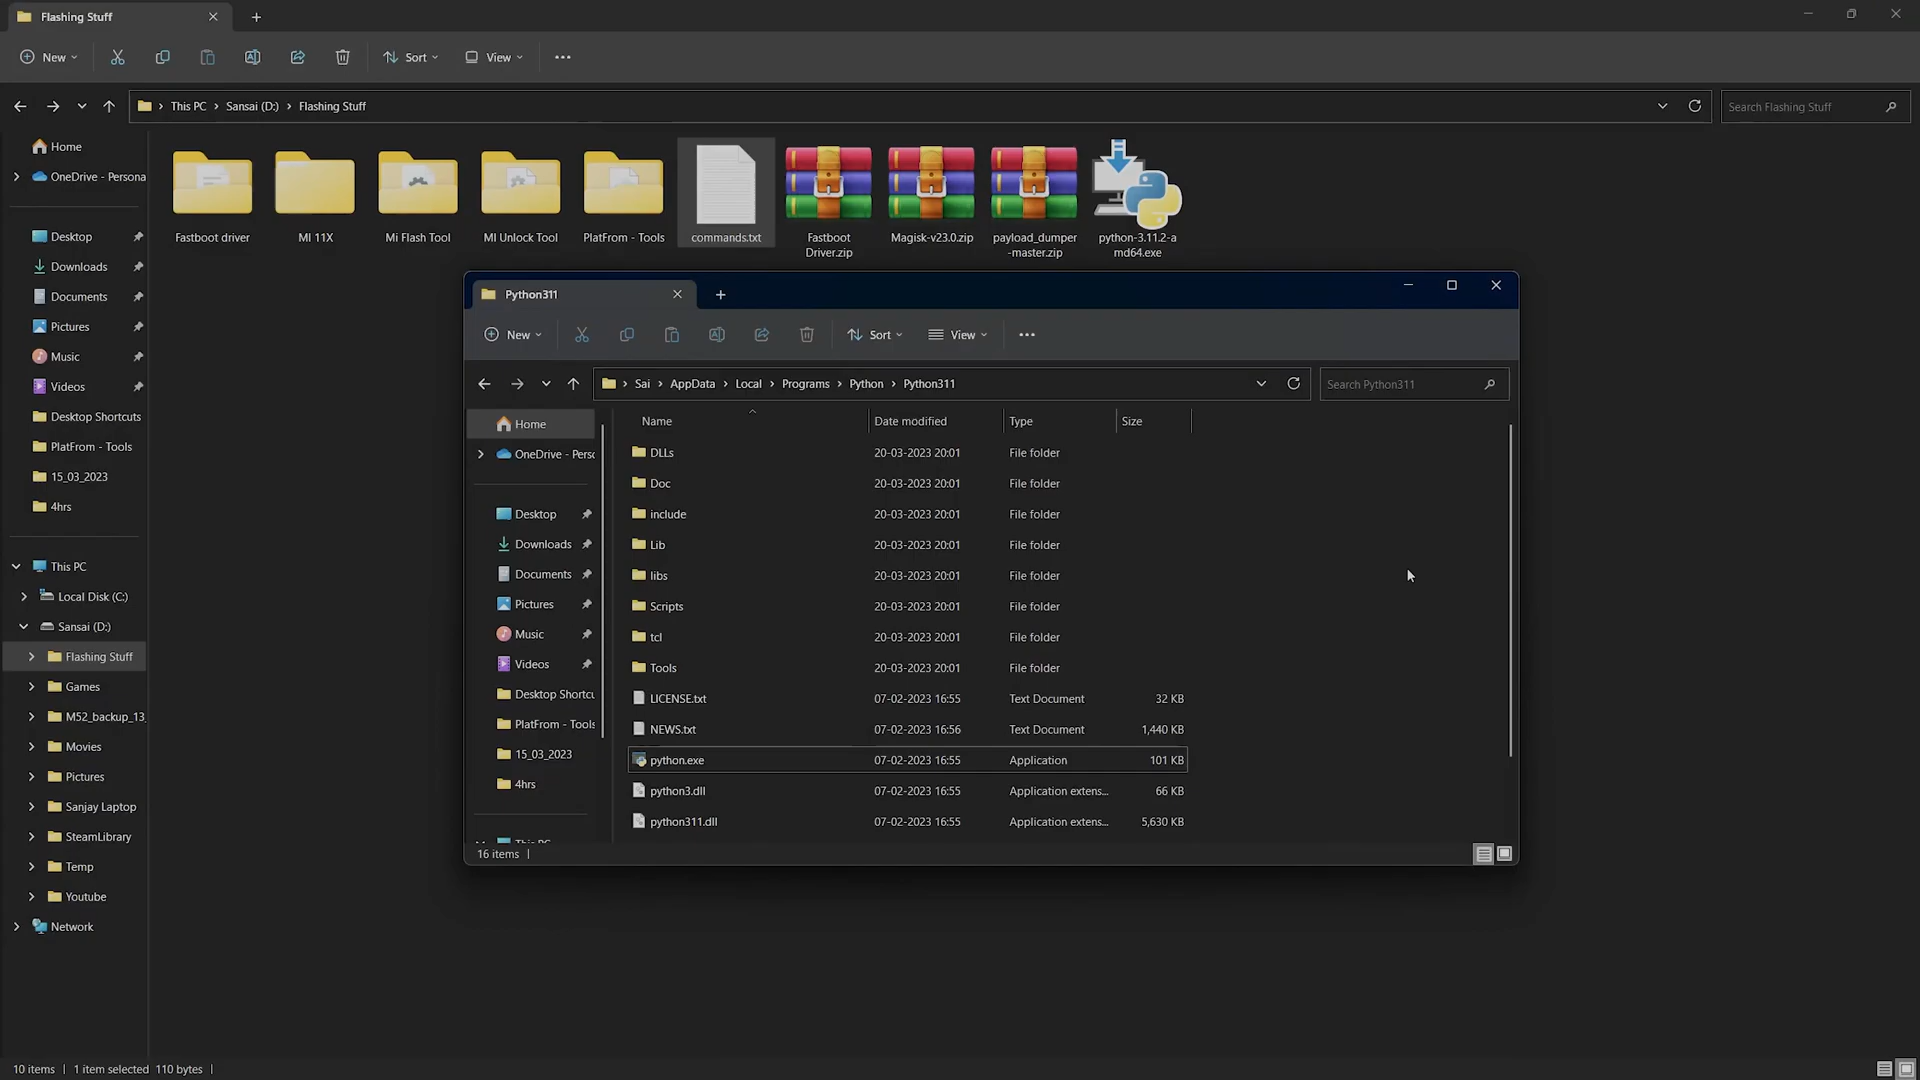 Flashing Stuff
New
Sort
View
This PC > Sansai (D:) > Flashing Stuff
Search Flashing Stuff
Home
OneDrive - Persona
Desktop
Downloads
Documents
Pictures
Music
Videos
Desktop Shortcuts
PlatFrom - Tools
15_03_2023
4hrs
This PC
Local Disk (C:)
Sansai (D:)
Flashing Stuff
Games
M52_backup_13_
Movies
Pictures
Sanjay Laptop
SteamLibrary
Temp
Youtube
Network
Fastboot driver
MI 11X
Mi Flash Tool
MI Unlock Tool
PlatFrom - Tools
commands.txt
Fastboot
Driver.zip
Magisk-v23.0.zip
payload_dumper
-master.zip
python-3.11.2-a
md64.exe
Python311
New
Sort
View
Sai > AppData > Local > Programs > Python > Python311
Search Python311
Home
OneDrive - Perso
Desktop
Downloads
Documents
Pictures
Music
Videos
Desktop Shortcu
PlatFrom - Tools
15_03_2023
4hrs
This PC
Name Date modified Type Size
DLLs 20-03-2023 20:01 File folder
Doc 20-03-2023 20:01 File folder
include 20-03-2023 20:01 File folder
Lib 20-03-2023 20:01 File folder
libs 20-03-2023 20:01 File folder
Scripts 20-03-2023 20:01 File folder
tcl 20-03-2023 20:01 File folder
Tools 20-03-2023 20:01 File folder
LICENSE.txt 07-02-2023 16:55 Text Document 32 KB
NEWS.txt 07-02-2023 16:56 Text Document 1,440 KB
python.exe 07-02-2023 16:55 Application 101 KB
python3.dll 07-02-2023 16:55 Application extens... 66 KB
python311.dll 07-02-2023 16:55 Application extens... 5,630 KB
16 items
10 items 1 item selected 110 bytes